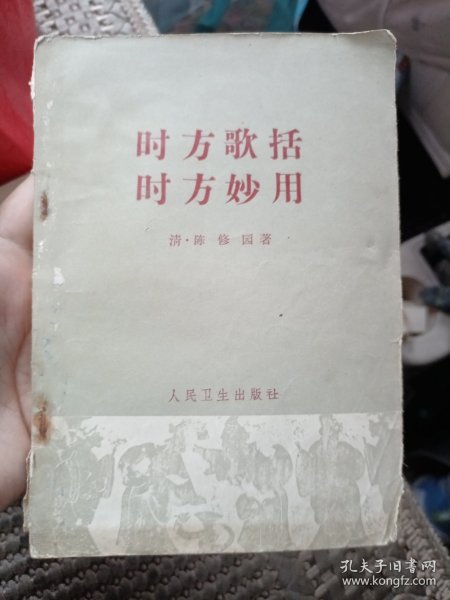 时方歌括
时方妙用
清·陈修园著
人民卫生出版社
孔夫子旧书网
www.kongfz.com